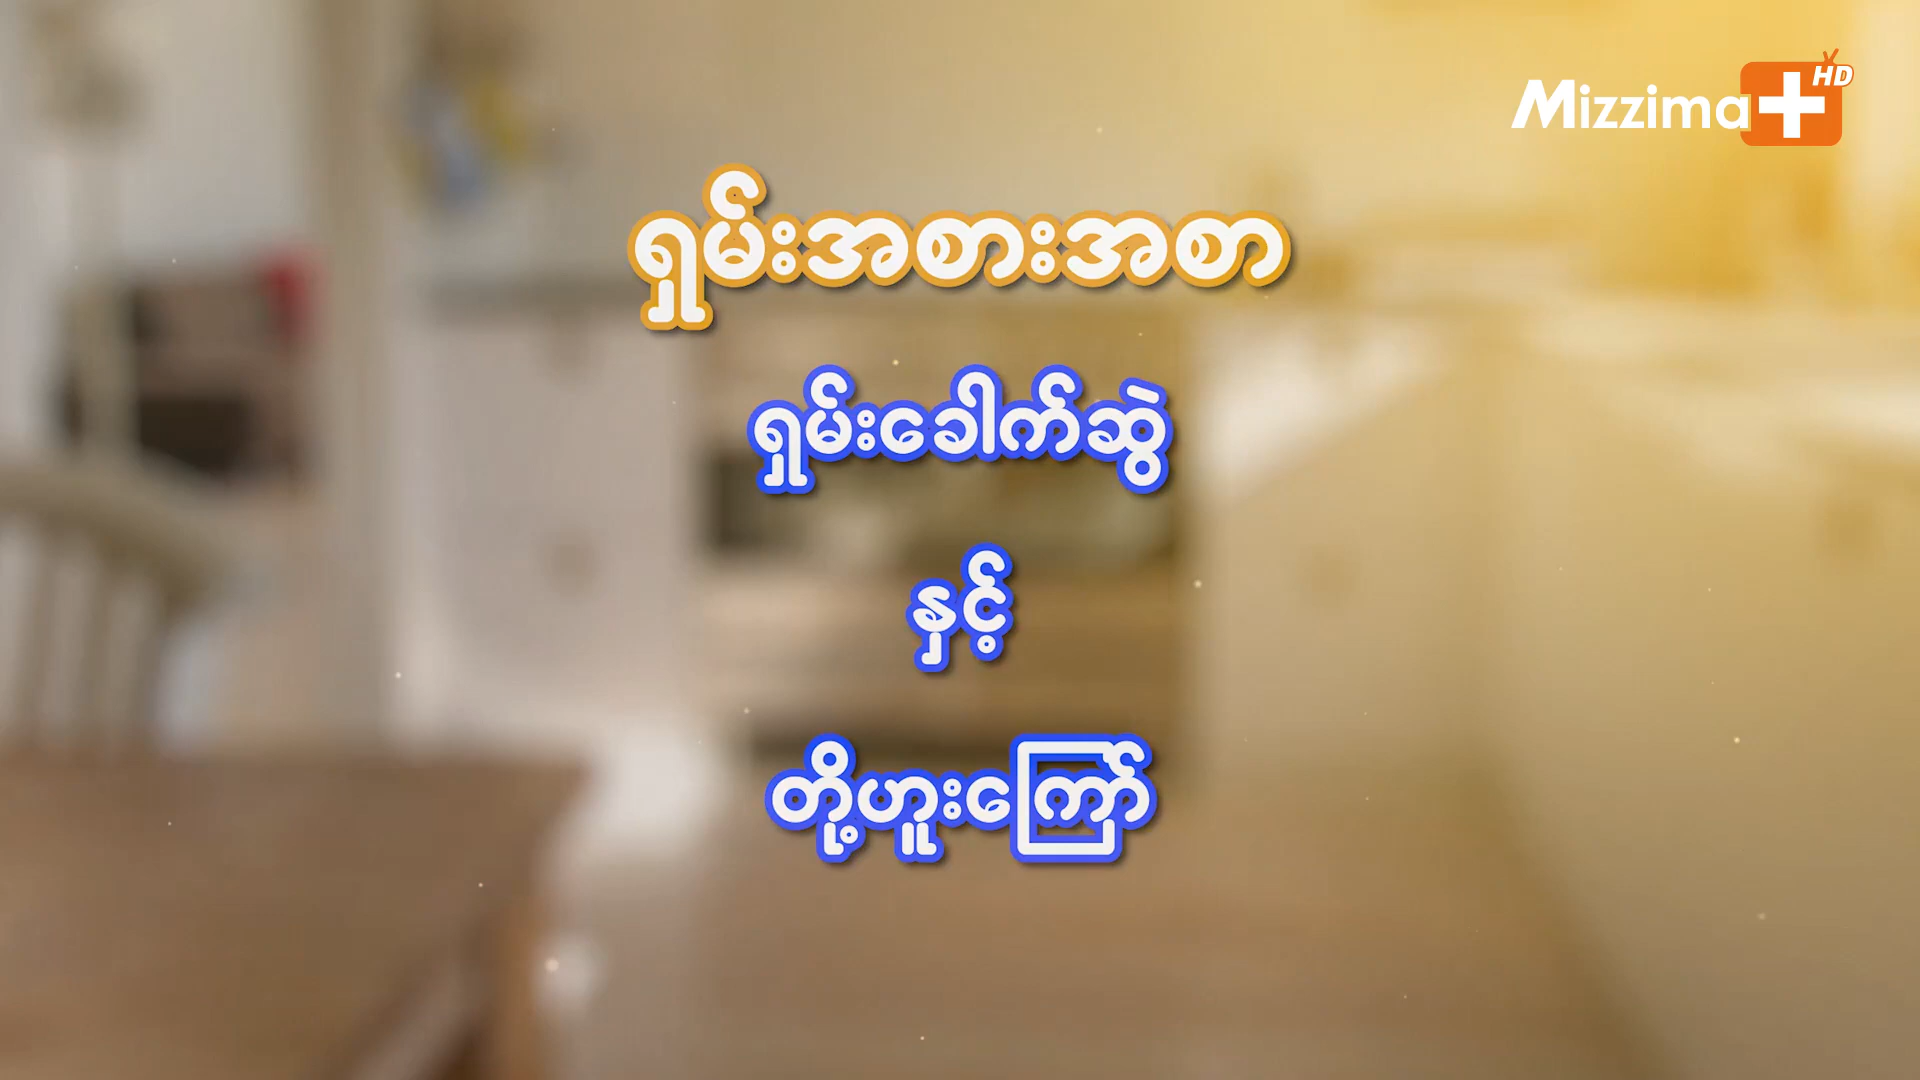 Mizzima+ HD
ရှမ်းအစားအစာ
ရှမ်းခေါက်ဆွဲ
နှင့်
တို့ဟူးကြော်